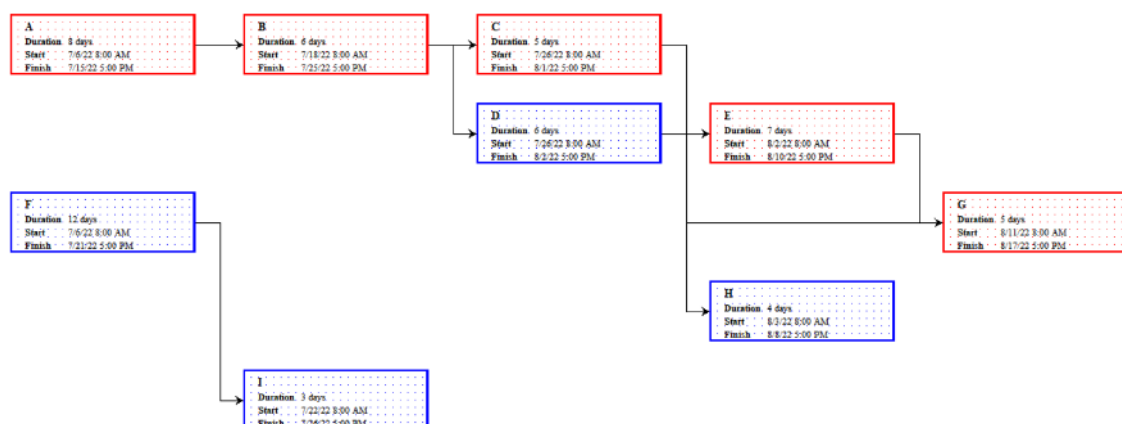 A
Duration 8 days
Start 7/6/22 8:00 AM
Finish 7/15/22 5:00 PM
B
Duration 6 days
Start 7/18/22 8:00 AM
Finish 7/25/22 5:00 PM
C
Duration 5 days
Start 7/26/22 8:00 AM
Finish 8/1/22 5:00 PM
D
Duration 6 days
Start 7/26/22 8:00 AM
Finish 8/2/22 5:00 PM
E
Duration 7 days
Start 8/2/22 8:00 AM
Finish 8/10/22 5:00 PM
F
Duration 12 days
Start 7/6/22 8:00 AM
Finish 7/21/22 5:00 PM
G
Duration 5 days
Start 8/11/22 8:00 AM
Finish 8/17/22 5:00 PM
H
Duration 4 days
Start 8/3/22 8:00 AM
Finish 8/8/22 5:00 PM
I
Duration 3 days
Start 7/22/22 8:00 AM
Finish 7/26/22 5:00 PM